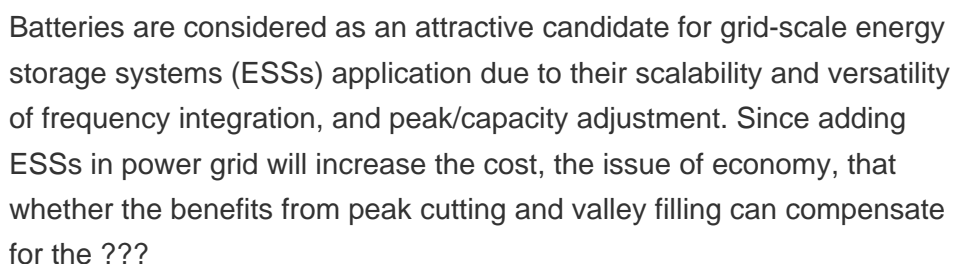 Batteries are considered as an attractive candidate for grid-scale energy
storage systems (ESSs) application due to their scalability and versatility
of frequency integration, and peak/capacity adjustment. Since adding
ESSs in power grid will increase the cost, the issue of economy, that
whether the benefits from peak cutting and valley filling can compensate
for the ???